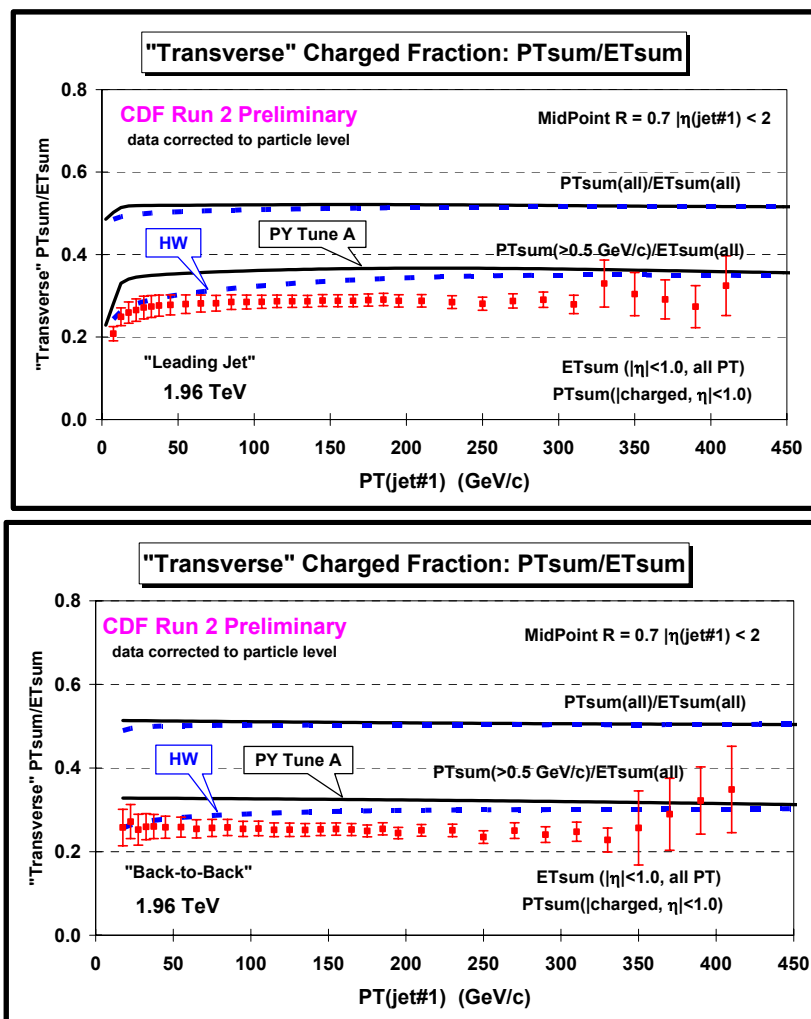 "Transverse" Charged Fraction: PTsum/ETsum
CDF Run 2 Preliminary
data corrected to particle level
MidPoint R = 0.7 |η(jet#1) < 2
PTsum(all)/ETsum(all)
HW
PY Tune A
PTsum(>0.5 GeV/c)/ETsum(all)
"Leading Jet"
1.96 TeV
ETsum (|η|<1.0, all PT)
PTsum(|charged, η|<1.0)
"Transverse" PTsum/ETsum
0.8
0.6
0.4
0.2
0.0
0 50 100 150 200 250 300 350 400 450
PT(jet#1) (GeV/c)
"Transverse" Charged Fraction: PTsum/ETsum
CDF Run 2 Preliminary
data corrected to particle level
MidPoint R = 0.7 |η(jet#1) < 2
PTsum(all)/ETsum(all)
HW
PY Tune A
PTsum(>0.5 GeV/c)/ETsum(all)
"Back-to-Back"
1.96 TeV
ETsum (|η|<1.0, all PT)
PTsum(|charged, η|<1.0)
"Transverse" PTsum/ETsum
0.8
0.6
0.4
0.2
0.0
0 50 100 150 200 250 300 350 400 450
PT(jet#1) (GeV/c)